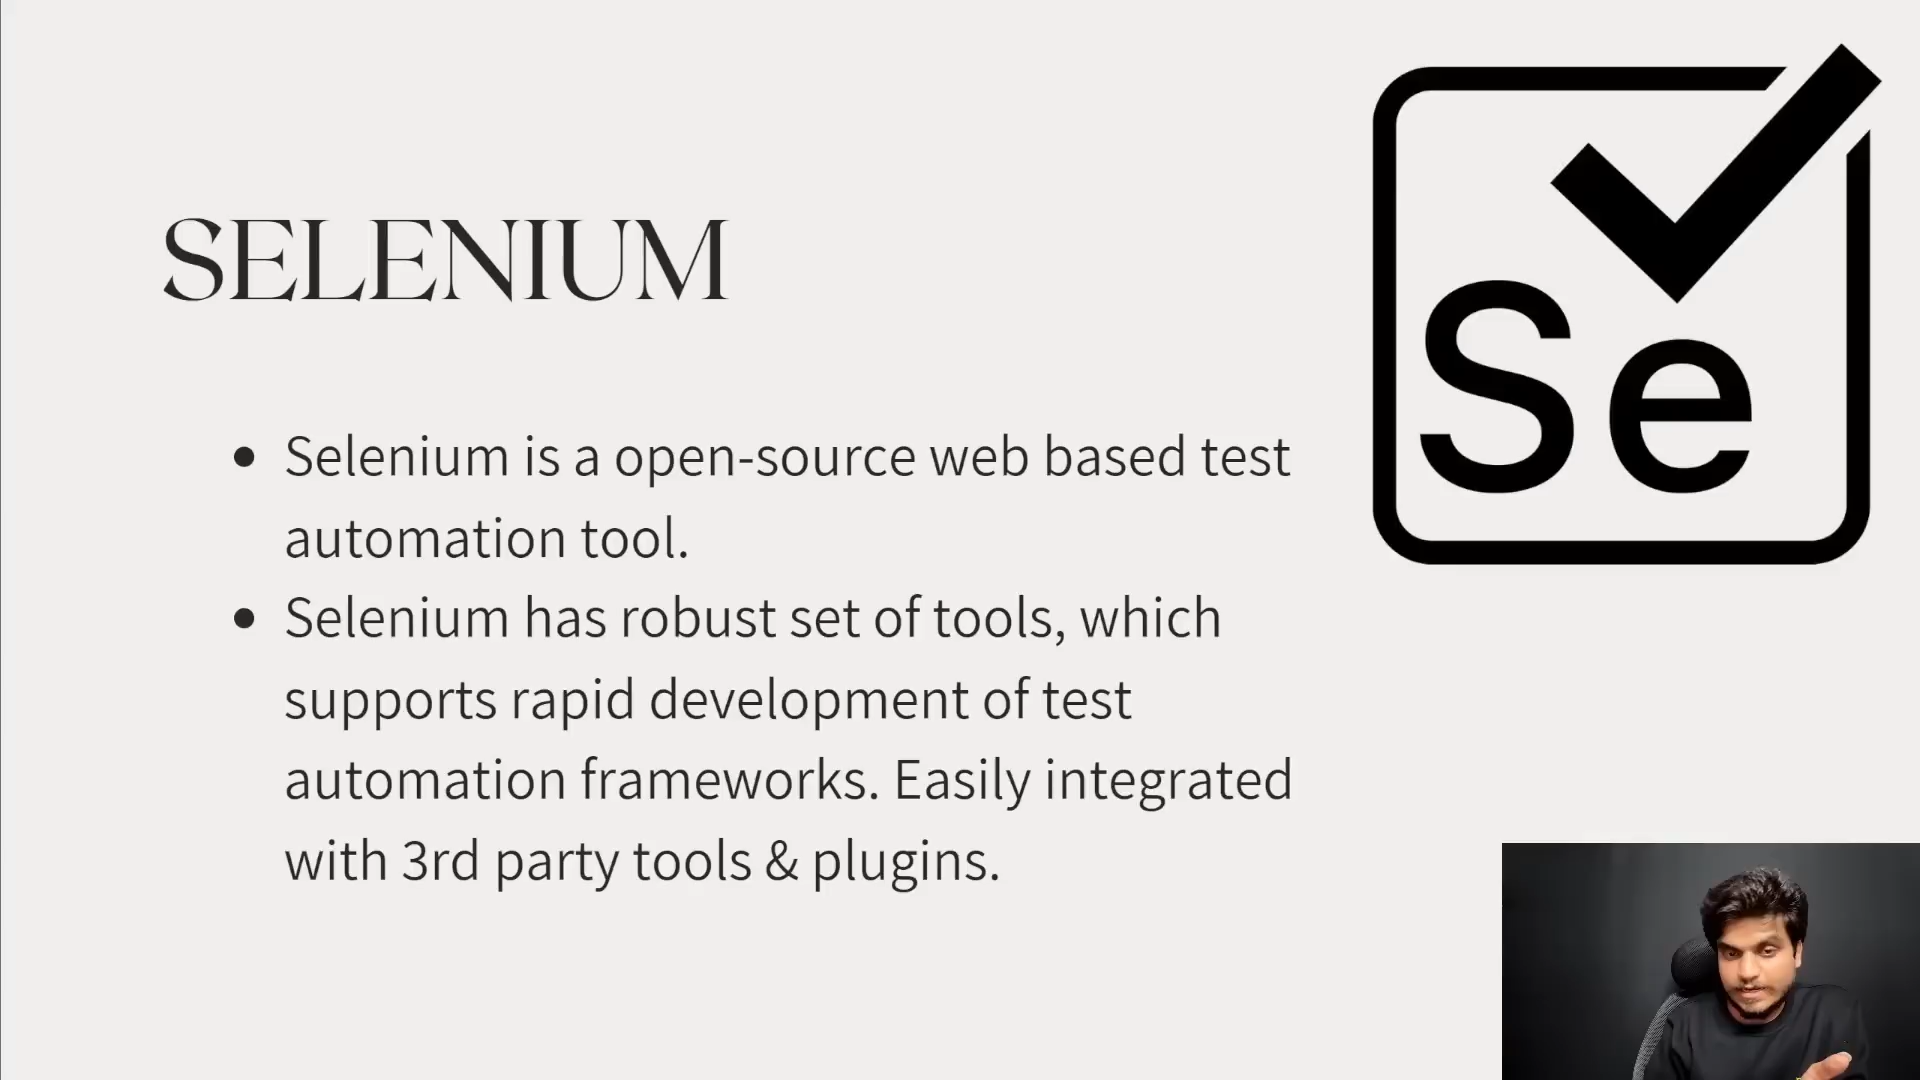 SELENIUM
Se
Selenium is a open-source web based test
automation tool.
Selenium has robust set of tools, which
supports rapid development of test
automation frameworks. Easily integrated
with 3rd party tools & plugins.